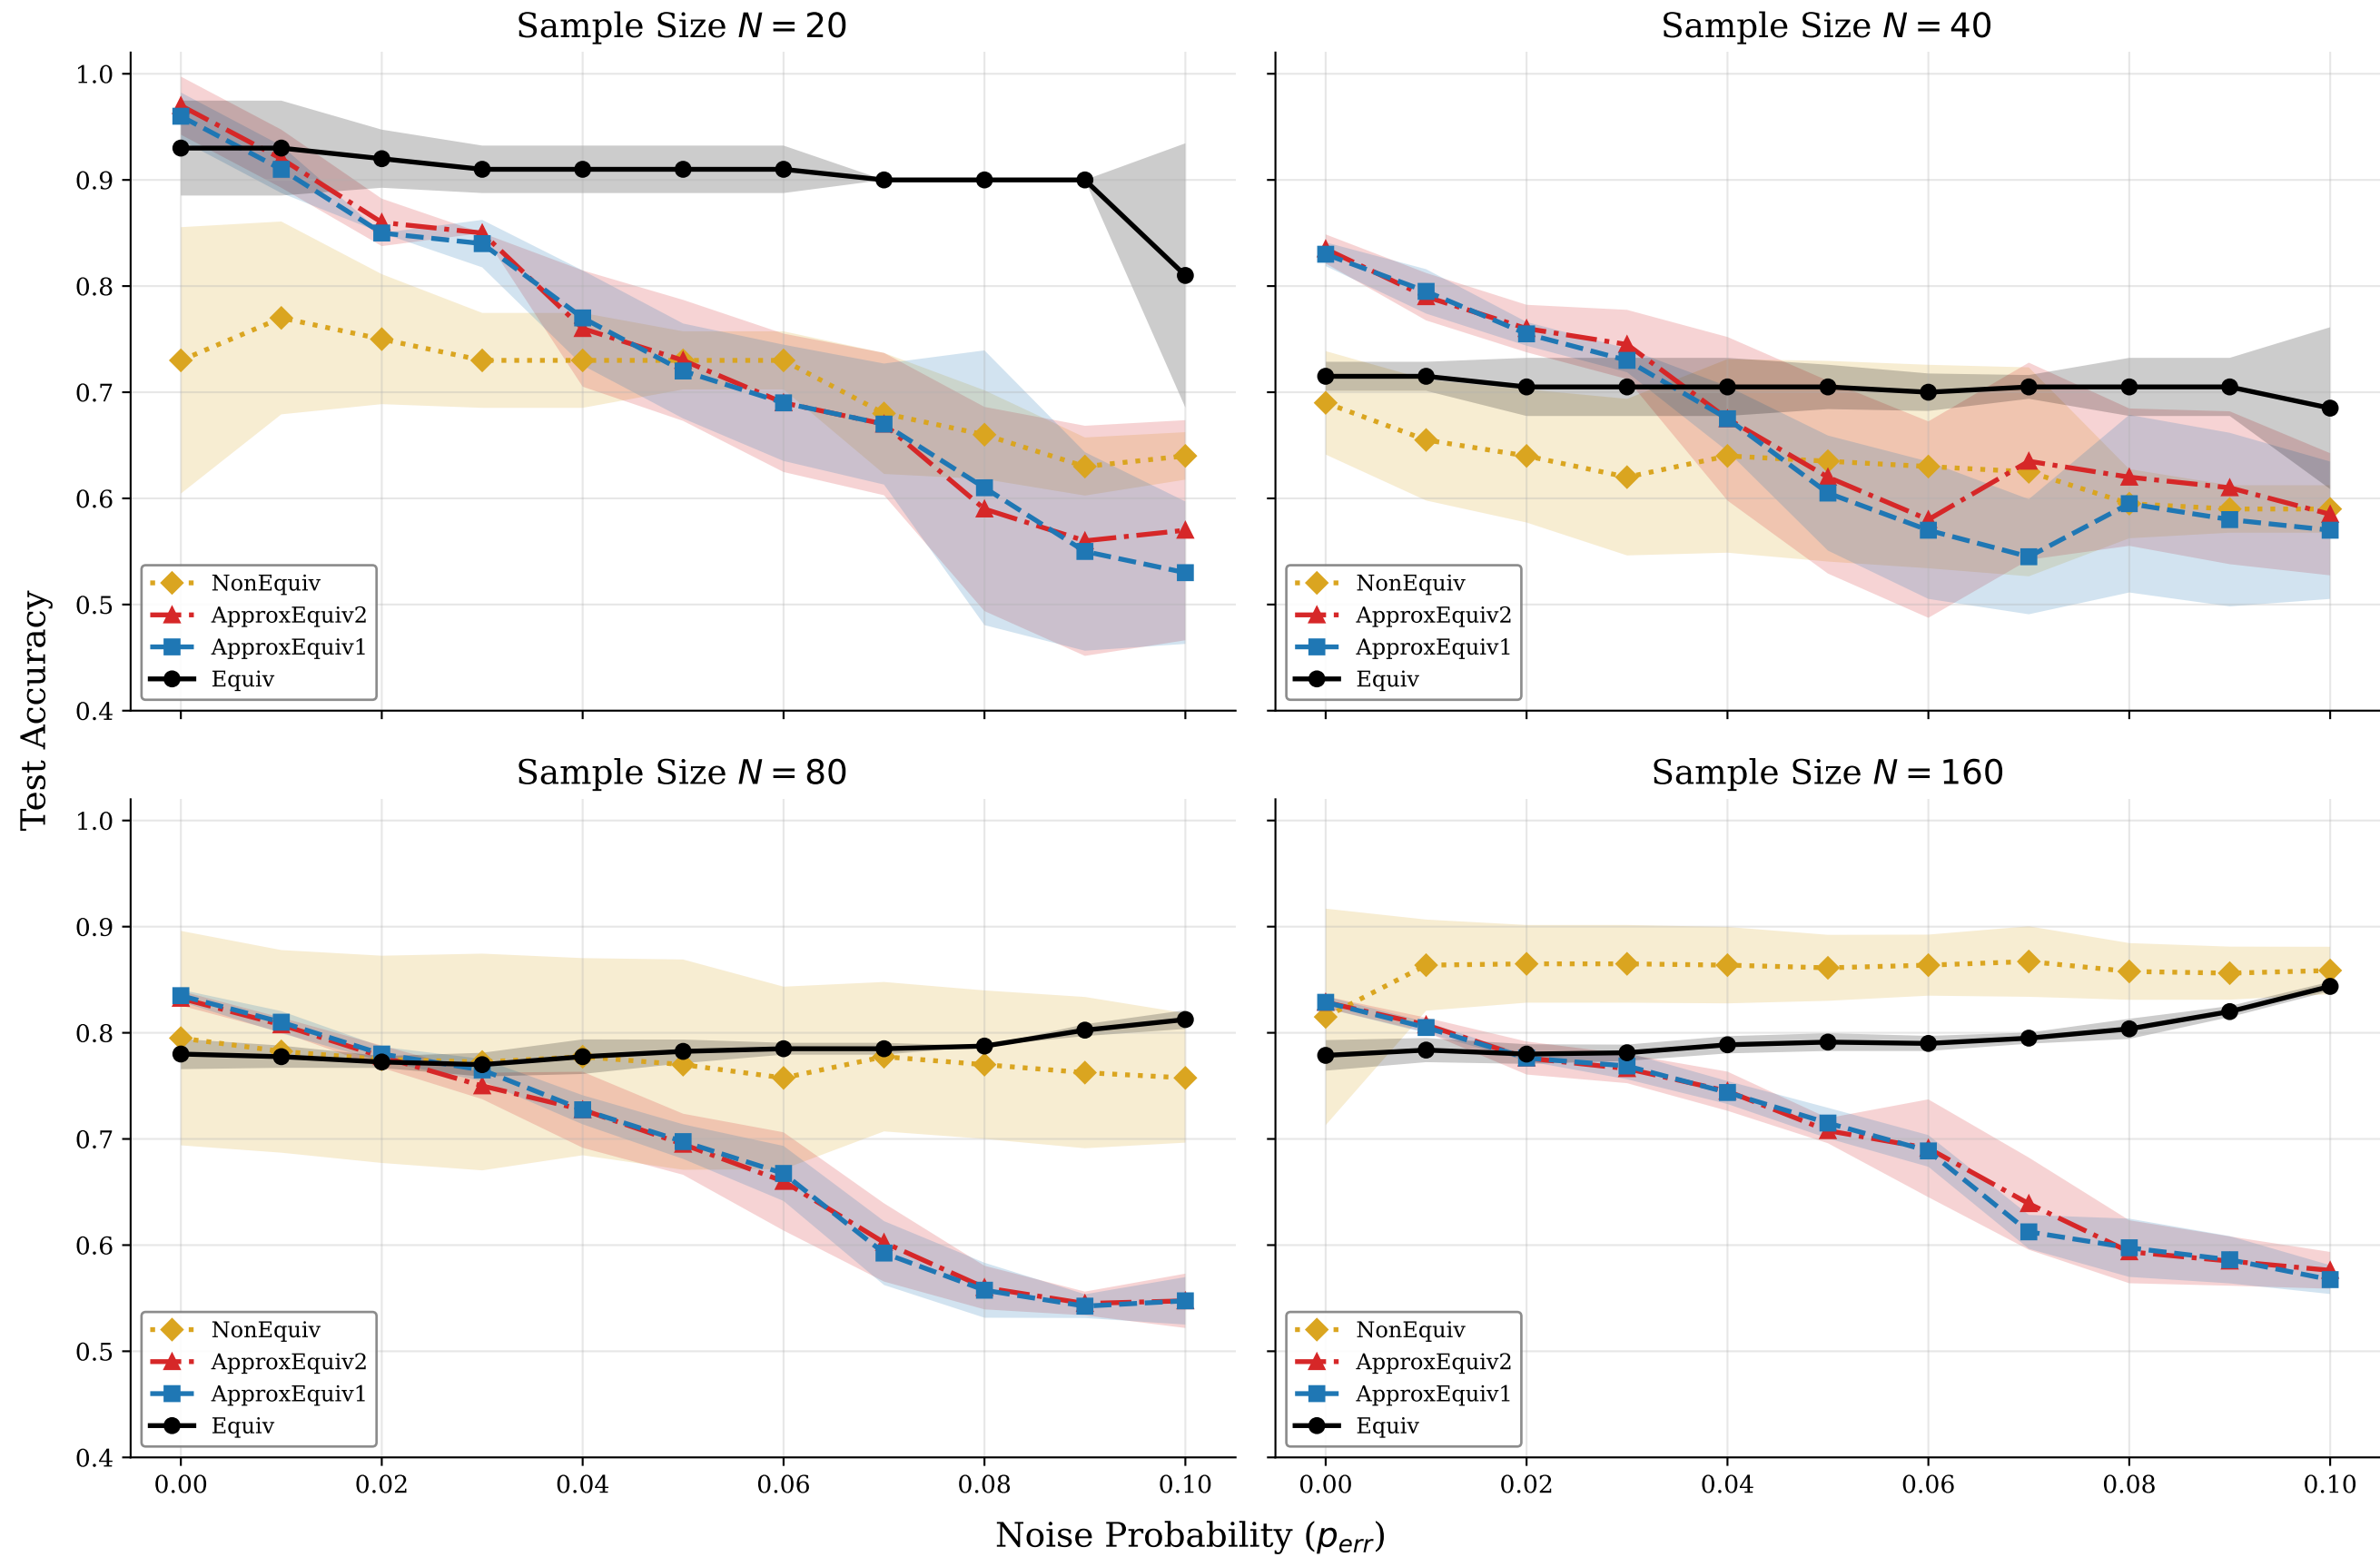 Sample Size N = 20
1.0
0.9
0.8
0.7
0.6
0.5
0.4
NonEquiv
ApproxEquiv2
ApproxEquiv1
Equiv
Sample Size N = 40
NonEquiv
ApproxEquiv2
ApproxEquiv1
Equiv
Test Accuracy
Sample Size N = 80
1.0
0.9
0.8
0.7
0.6
0.5
0.4
NonEquiv
ApproxEquiv2
ApproxEquiv1
Equiv
0.00 0.02 0.04 0.06 0.08 0.10
Sample Size N = 160
NonEquiv
ApproxEquiv2
ApproxEquiv1
Equiv
0.00 0.02 0.04 0.06 0.08 0.10
Noise Probability (p_err)